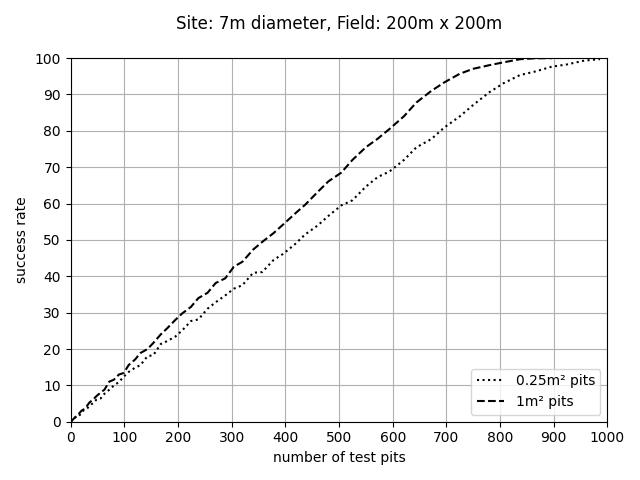 Site: 7m diameter, Field: 200m x 200m
100
90
80
70
60
50
40
30
20
10
0
success rate
0.25m² pits
1m² pits
0 100 200 300 400 500 600 700 800 900 1000
number of test pits